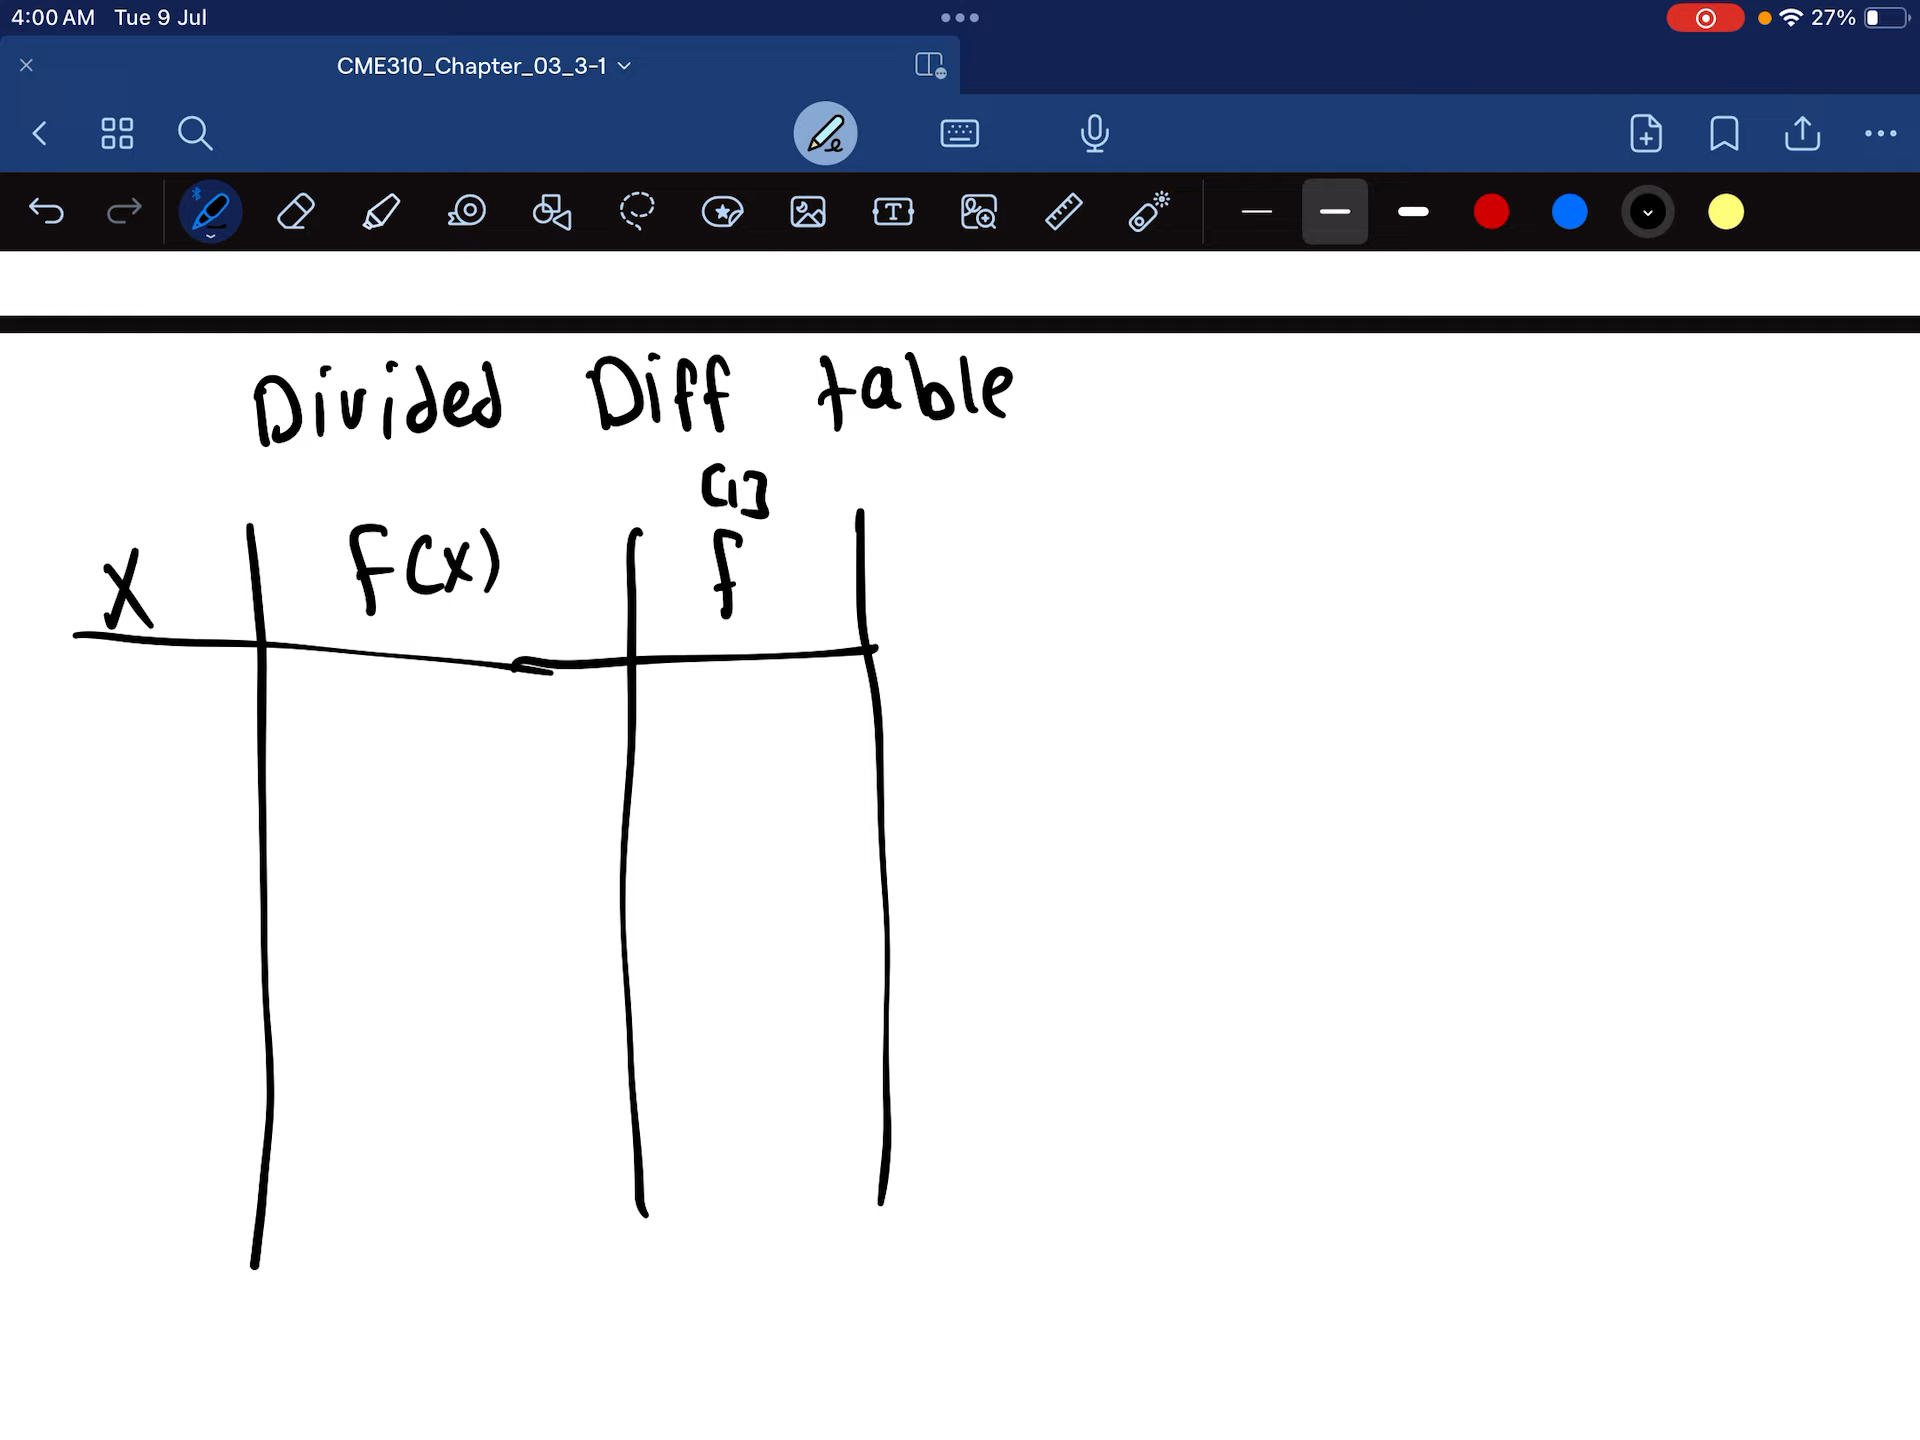 4:00 AM Tue 9 Jul
27%
CME310_Chapter_03_3-1
Divided Diff table
[1]
X f(x) f